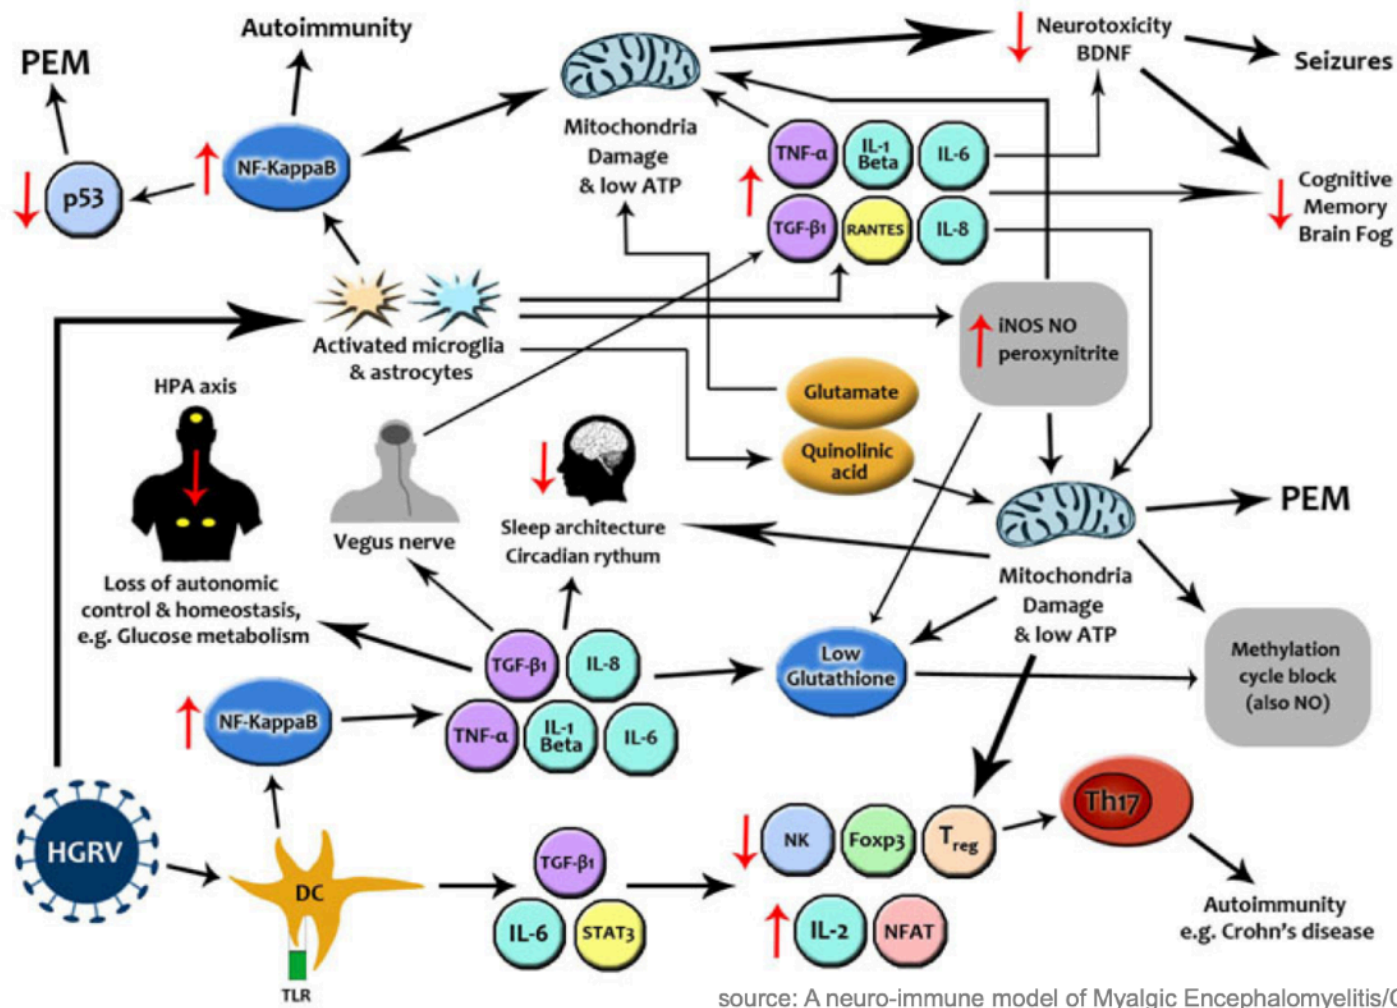 Autoimmunity
PEM
NF-KappaB
p53
Mitochondria
Damage
& low ATP
TNF-α
IL-1
Beta
IL-6
TGF-β1
RANTES
IL-8
Neurotoxicity
BDNF
Seizures
Cognitive
Memory
Brain Fog
Activated microglia
& astrocytes
iNOS NO
peroxynitrite
HPA axis
Glutamate
Quinolinic
acid
Vegus nerve
Sleep architecture
Circadian rythum
PEM
Loss of autonomic
control & homeostasis,
e.g. Glucose metabolism
Mitochondria
Damage
& low ATP
TGF-β1
IL-8
TNF-α
IL-1
Beta
IL-6
NF-KappaB
Low
Glutathione
Methylation
cycle block
(also NO)
HGRV
DC
TLR
TGF-β1
IL-6
STAT3
NK
Foxp3
Treg
IL-2
NFAT
Th17
Autoimmunity
e.g. Crohn's disease
source: A neuro-immune model of Myalgic Encephalomyelitis/